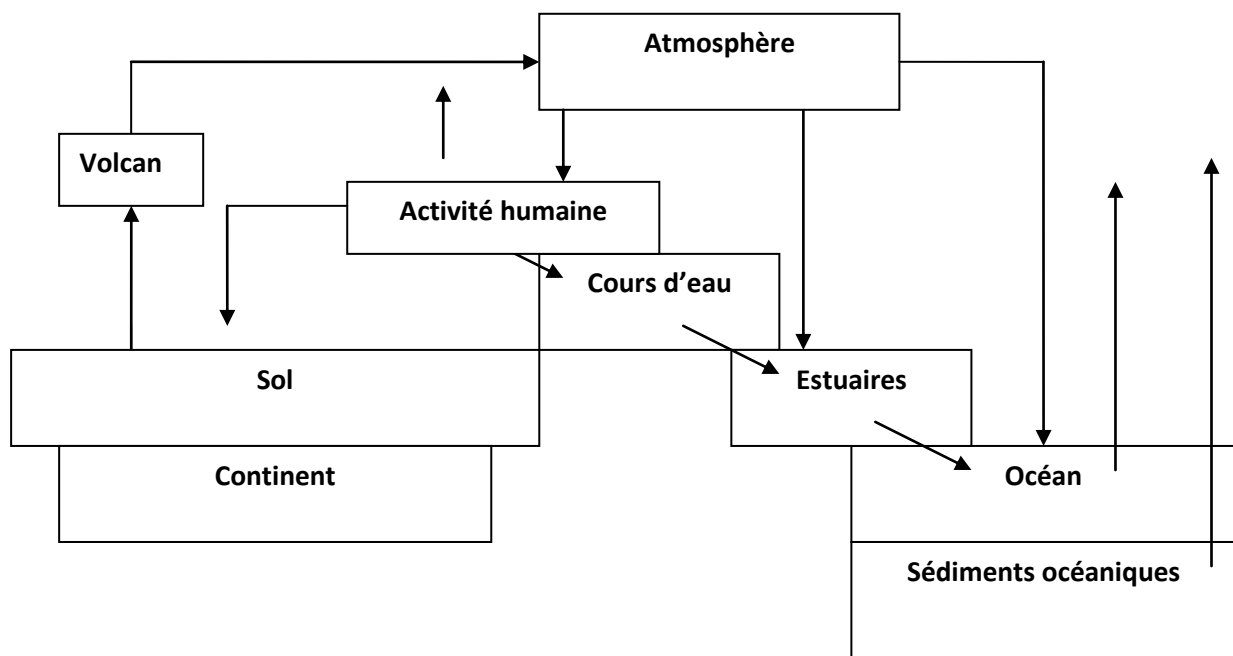 Atmosphère
Volcan
Activité humaine
Cours d’eau
Sol
Estuaires
Continent
Océan
Sédiments océaniques